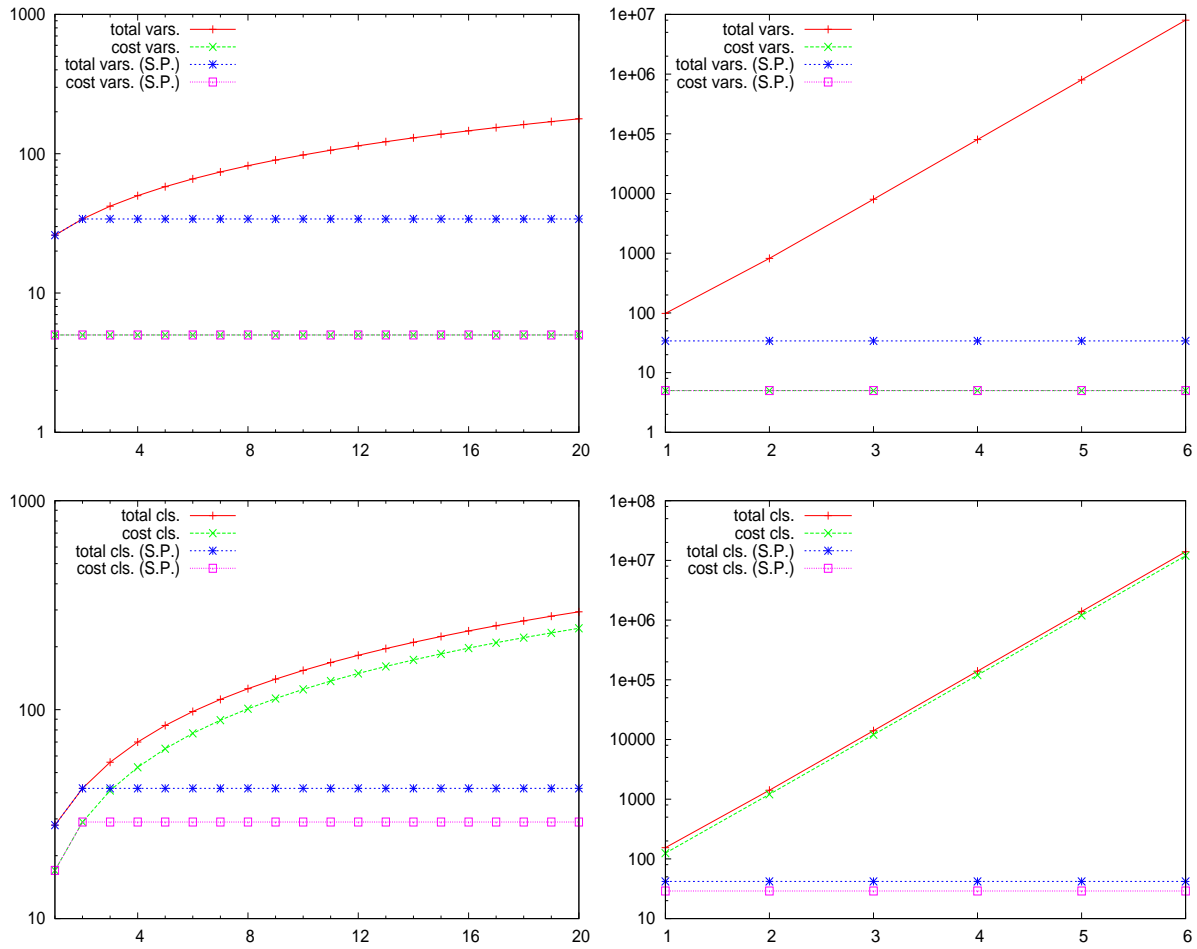 1000
100
10
1
4
8
12
16
20
total vars.
cost vars.
total vars. (S.P.)
cost vars. (S.P.)
1e+07
1e+06
1e+05
10000
1000
100
10
1
1
2
3
4
5
6
total vars.
cost vars.
total vars. (S.P.)
cost vars. (S.P.)
1000
100
10
4
8
12
16
20
total cls.
cost cls.
total cls. (S.P.)
cost cls. (S.P.)
1e+08
1e+07
1e+06
1e+05
10000
1000
100
10
1
2
3
4
5
6
total cls.
cost cls.
total cls. (S.P.)
cost cls. (S.P.)